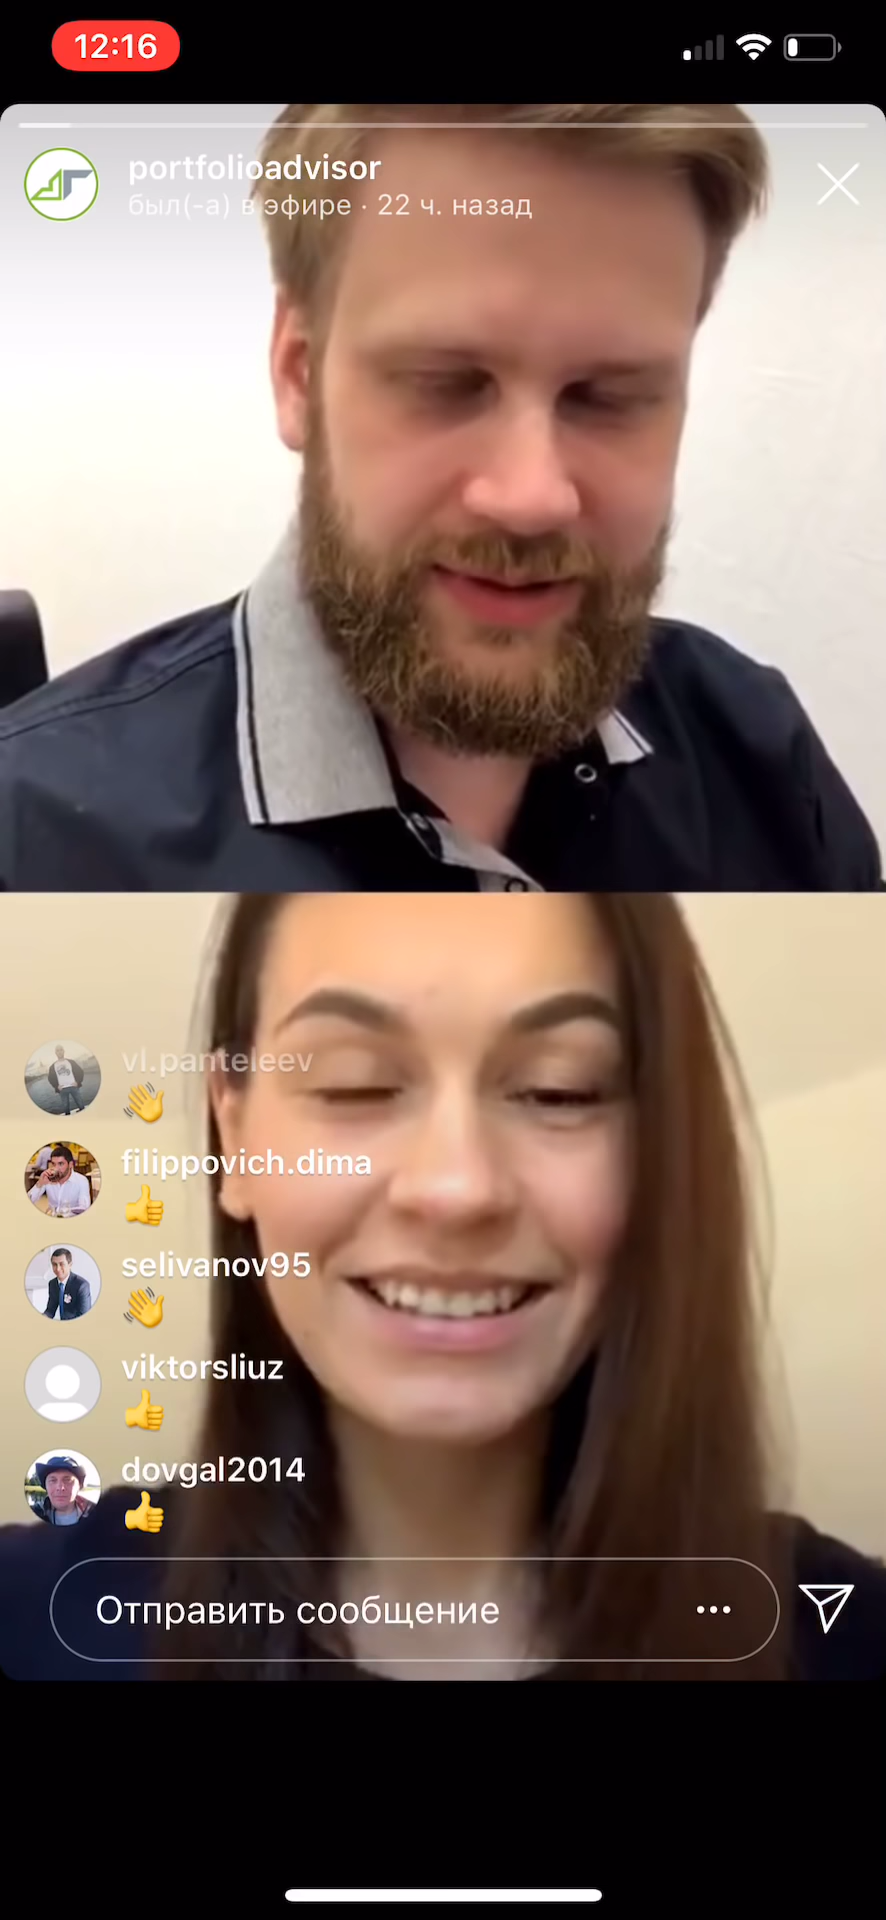 12:16
portfolioadvisor
был(-а) в эфире · 22 ч. назад
vl.panteleev
👋
filippovich.dima
👍
selivanov95
👋
viktorsliuz
👍
dovgal2014
👍
Отправить сообщение